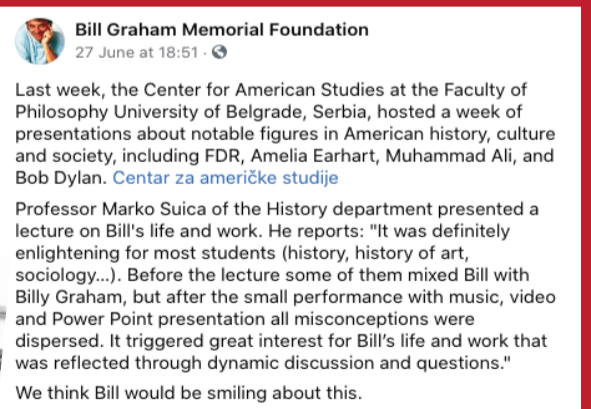 Bill Graham Memorial Foundation
27 June at 18:51 ·
Last week, the Center for American Studies at the Faculty of
Philosophy University of Belgrade, Serbia, hosted a week of
presentations about notable figures in American history, culture
and society, including FDR, Amelia Earhart, Muhammad Ali, and
Bob Dylan. Centar za američke studije
Professor Marko Suica of the History department presented a
lecture on Bill's life and work. He reports: "It was definitely
enlightening for most students (history, history of art,
sociology...). Before the lecture some of them mixed Bill with
Billy Graham, but after the small performance with music, video
and Power Point presentation all misconceptions were
dispersed. It triggered great interest for Bill’s life and work that
was reflected through dynamic discussion and questions."
We think Bill would be smiling about this.